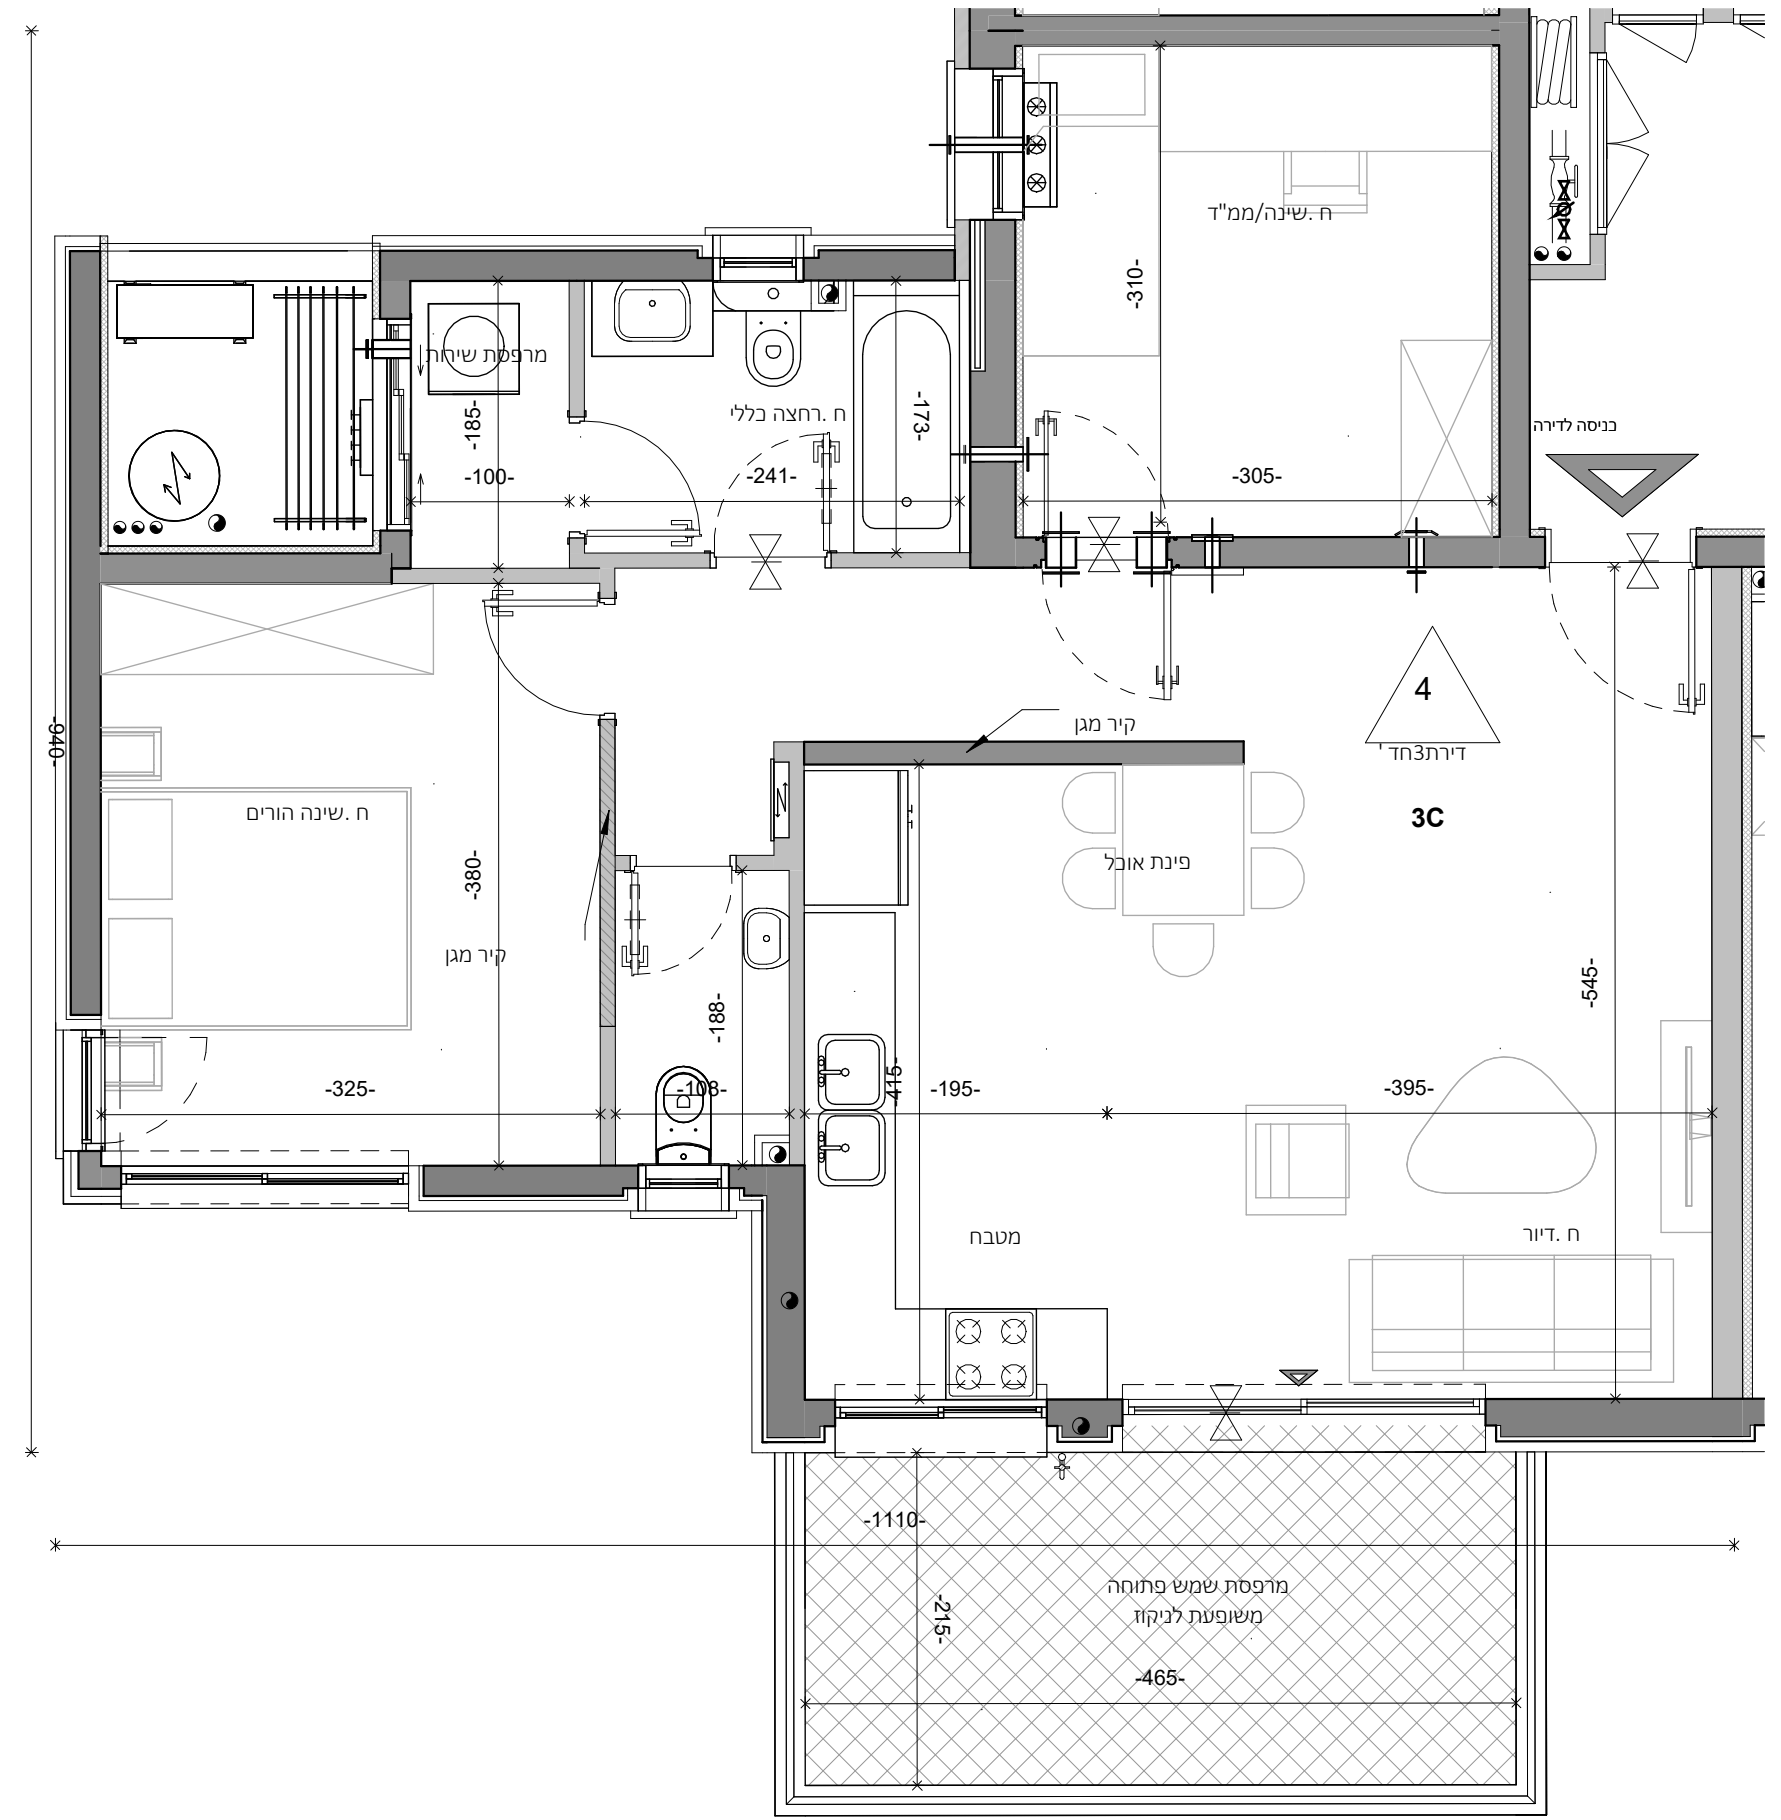 ח .שינה/ממ"ד
-310-
-305-
מרפסת שירות
-185-
-100-
ח .רחצה כללי
-173-
-241-
כניסה לדירה
4
דירת3חד '
3C
קיר מגן
-940-
ח .שינה הורים
-380-
קיר מגן
-325-
-188-
-108-
פינת אוכל
-415-
-195-
-545-
-395-
מטבח
ח .דיור
-1110-
מרפסת שמש פתוחה
משופעת לניקוז
-215-
-465-